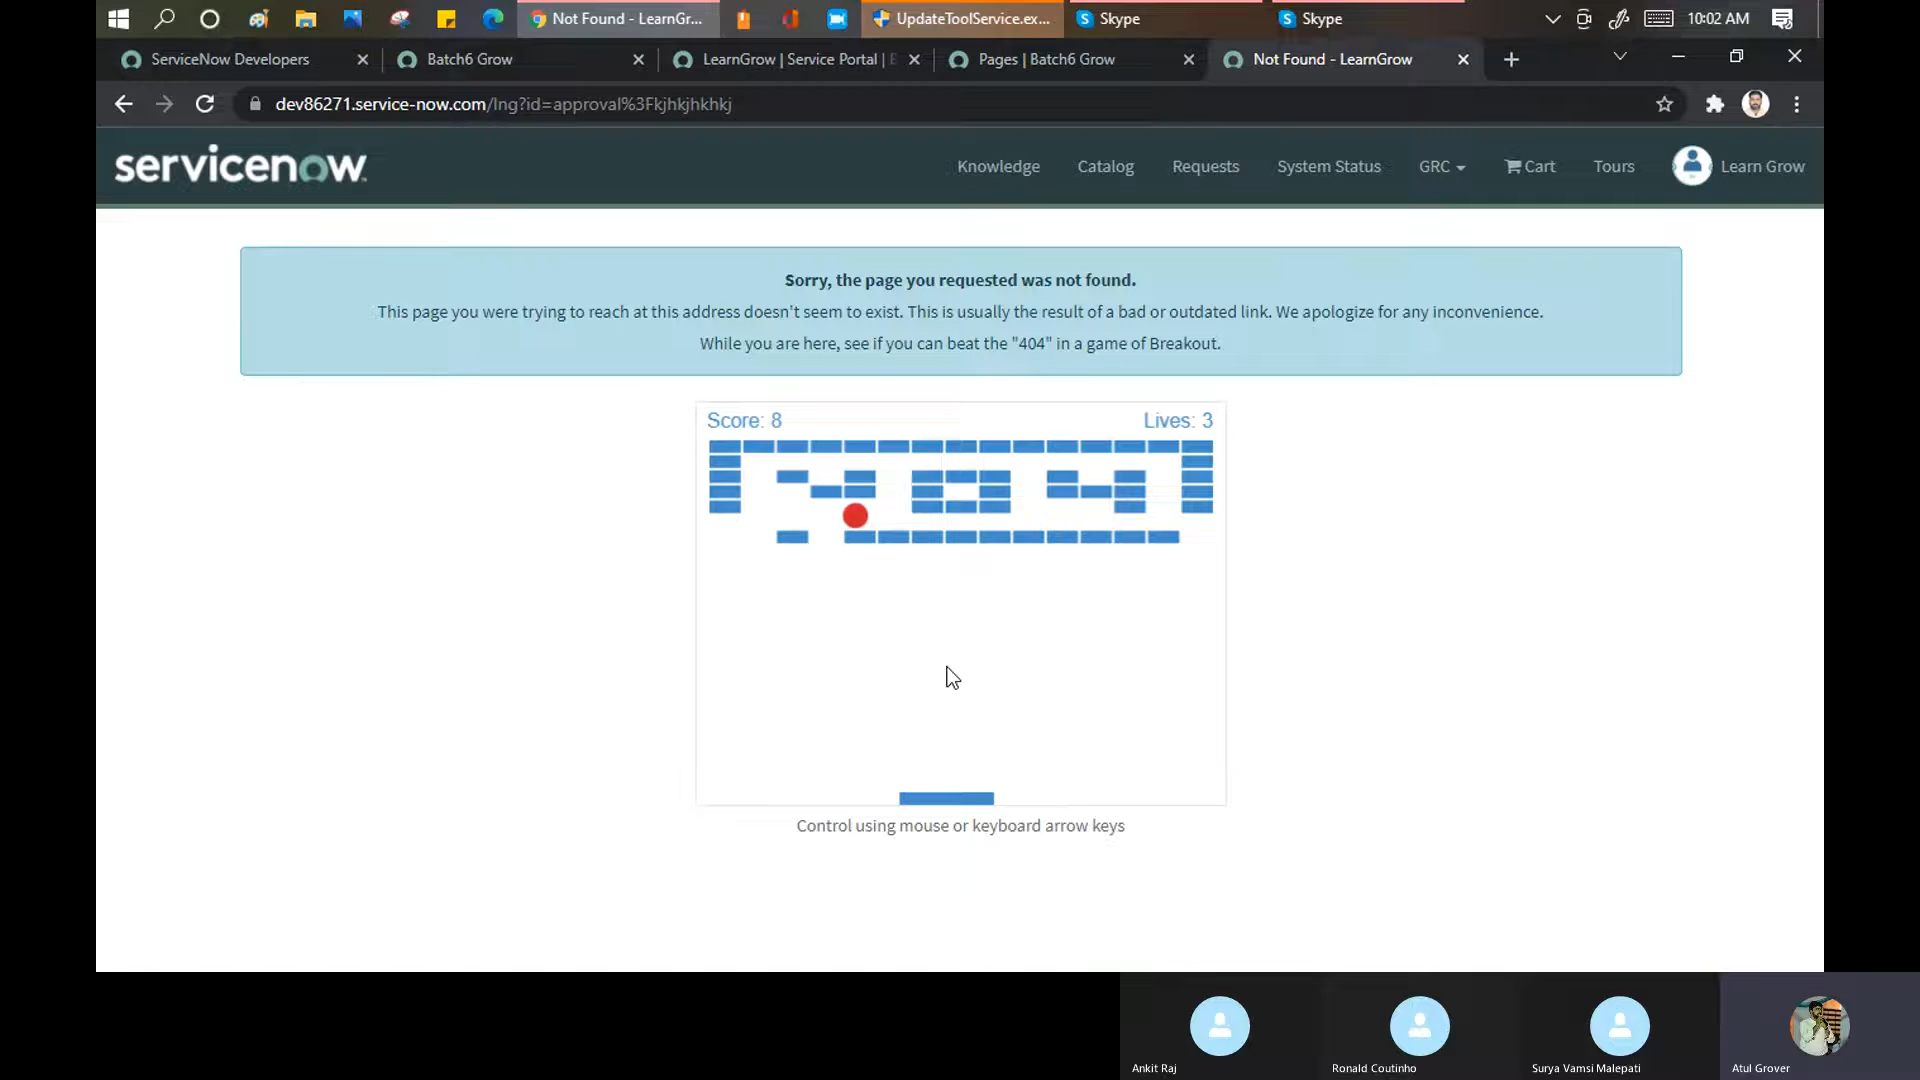 Not Found - LearnGr...
UpdateToolService.ex...
Skype
Skype
10:02 AM
ServiceNow Developers
Batch6 Grow
LearnGrow | Service Portal |
Pages | Batch6 Grow
Not Found - LearnGrow
dev86271.service-now.com/lng?id=approval%3Fkjhkjhkhkj
servicenow
Knowledge
Catalog
Requests
System Status
GRC
Cart
Tours
Learn Grow
Sorry, the page you requested was not found.
This page you were trying to reach at this address doesn't seem to exist. This is usually the result of a bad or outdated link. We apologize for any inconvenience.
While you are here, see if you can beat the "404" in a game of Breakout.
Score: 8
Lives: 3
Control using mouse or keyboard arrow keys
Ankit Raj
Ronald Coutinho
Surya Vamsi Malepati
Atul Grover